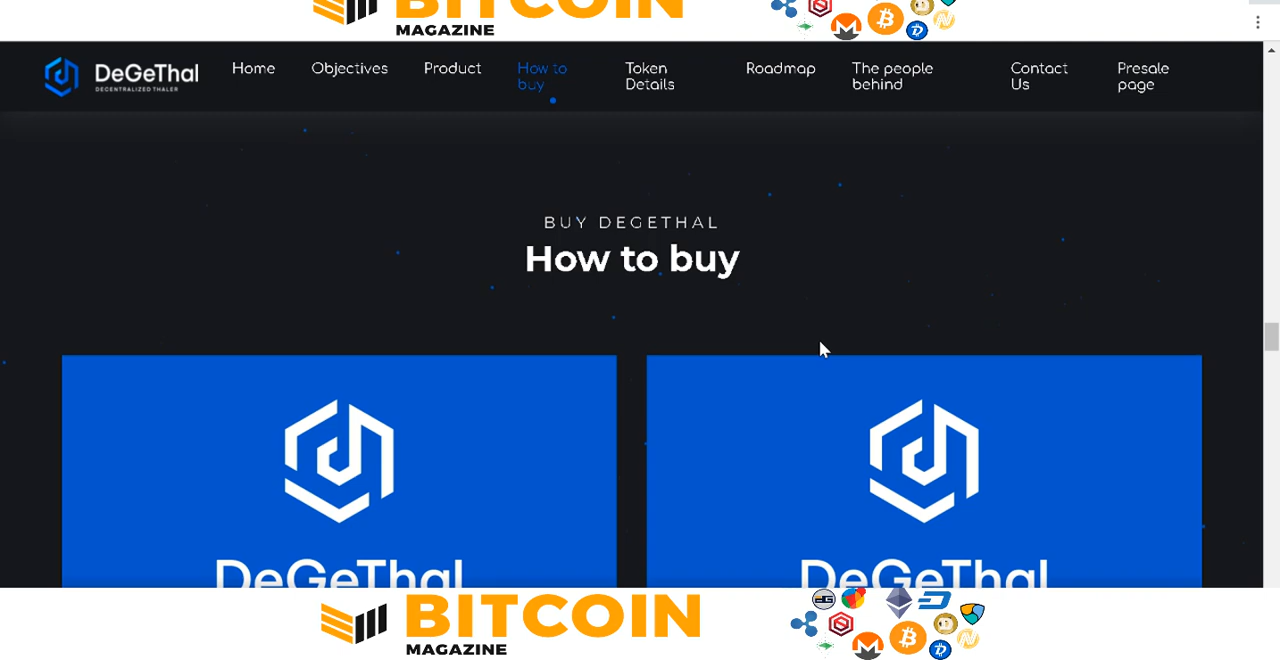 BITCOIN
MAGAZINE
DeGeThal
DECENTRALIZED THALER
Home
Objectives
Product
How to
buy
Token
Details
Roadmap
The people
behind
Contact
Us
Presale
page
BUY DEGETHAL
How to buy
DeGeThal
DeGeThal
BITCOIN
MAGAZINE